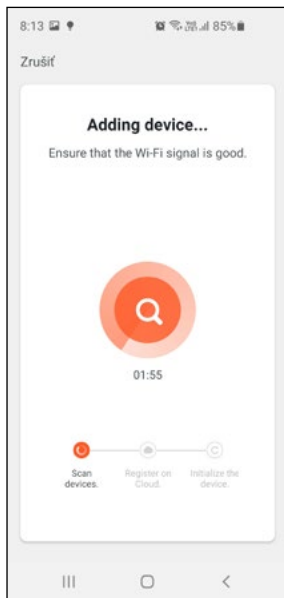 8:13 85%
Zrušiť
Adding device...
Ensure that the Wi-Fi signal is good.
01:55
Scan devices.
Register on Cloud.
Initialize the device.